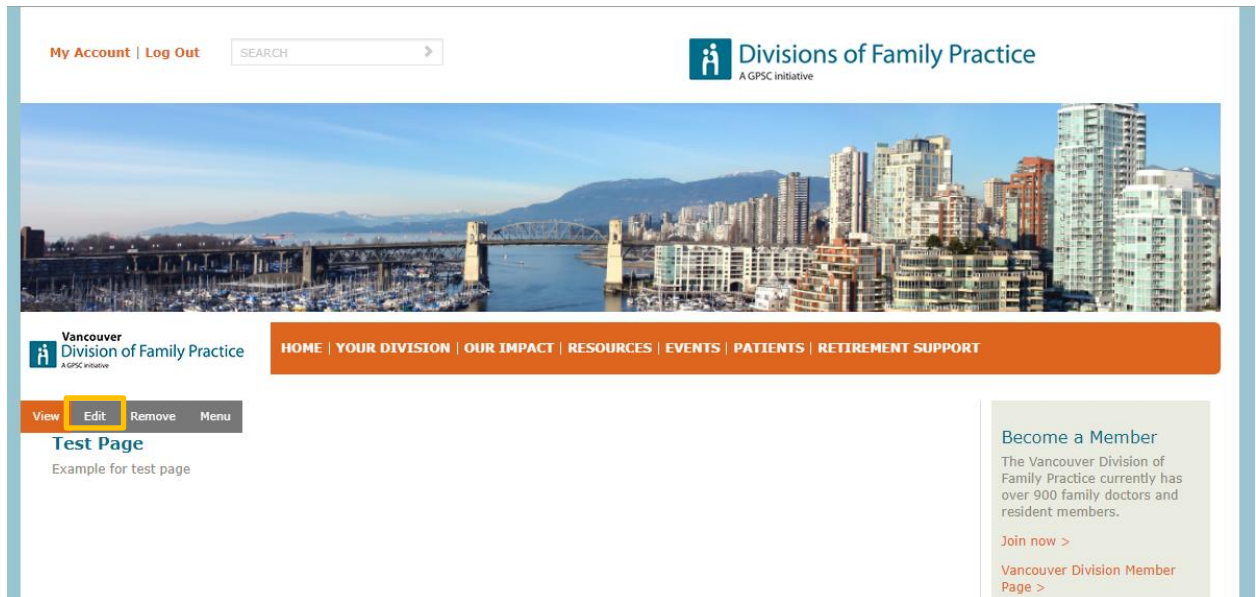 My Account | Log Out
SEARCH
Divisions of Family Practice
A GPSC initiative
Vancouver
Division of Family Practice
A GPSC initiative
HOME | YOUR DIVISION | OUR IMPACT | RESOURCES | EVENTS | PATIENTS | RETIREMENT SUPPORT
View Edit Remove Menu
Test Page
Example for test page
Become a Member
The Vancouver Division of
Family Practice currently has
over 900 family doctors and
resident members.
Join now >
Vancouver Division Member
Page >